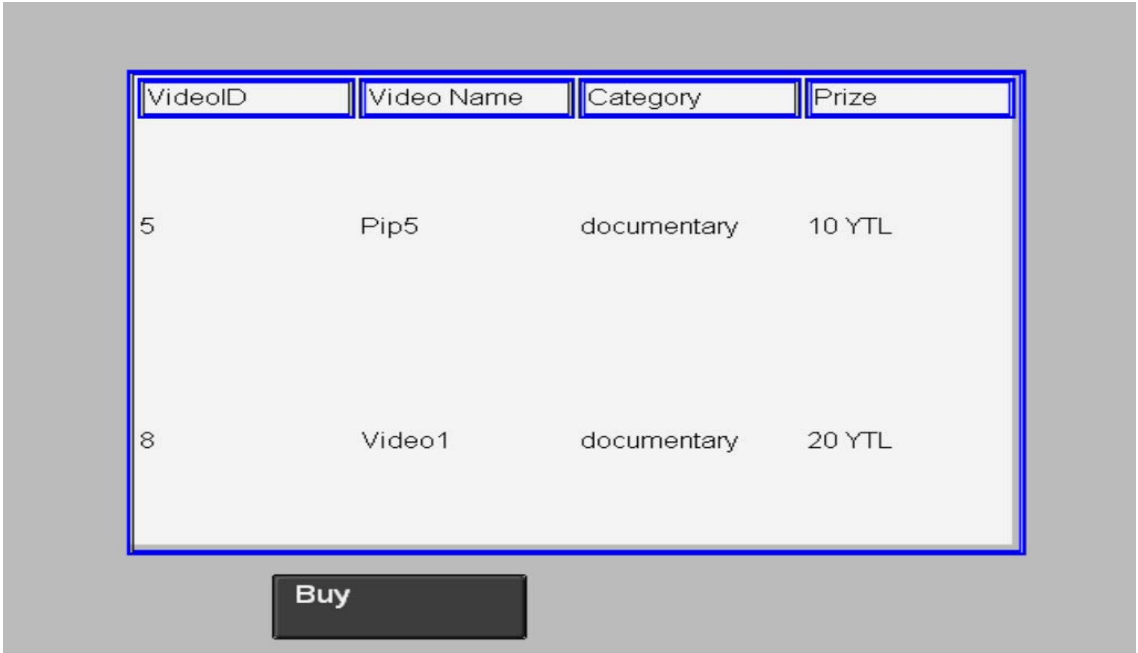 VideoID Video Name Category Prize
5 Pip5 documentary 10 YTL
8 Video1 documentary 20 YTL
Buy